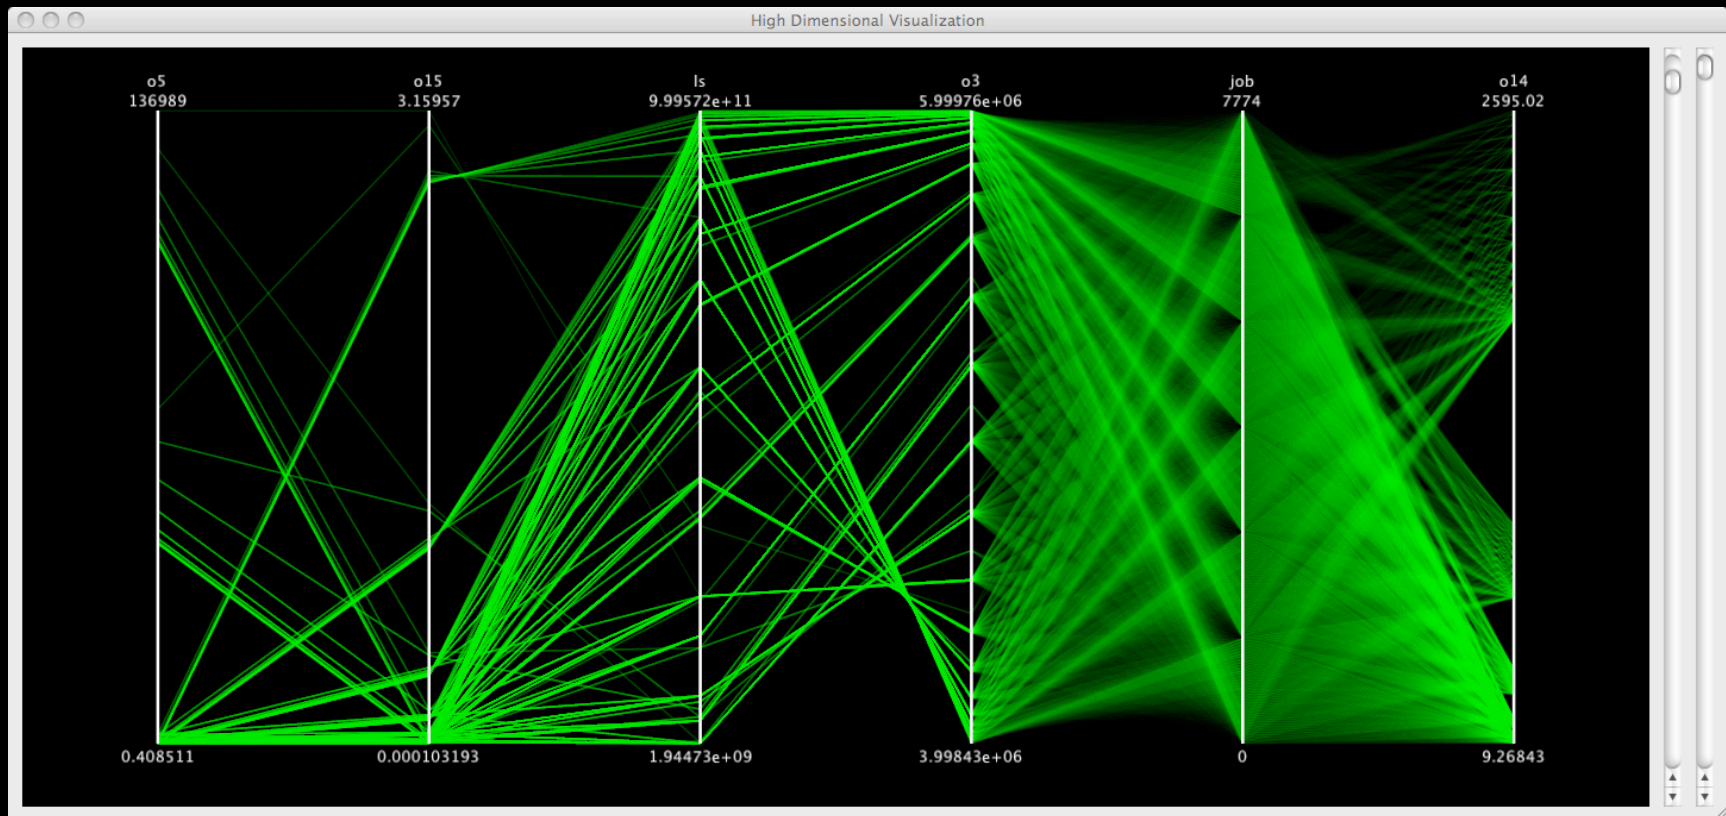 High Dimensional Visualization
o5 o15 ls o3 job o14
136989 3.15957 9.99572e+11 5.99976e+06 7774 2595.02
0.408511 0.000103193 1.94473e+09 3.99843e+06 0 9.26843